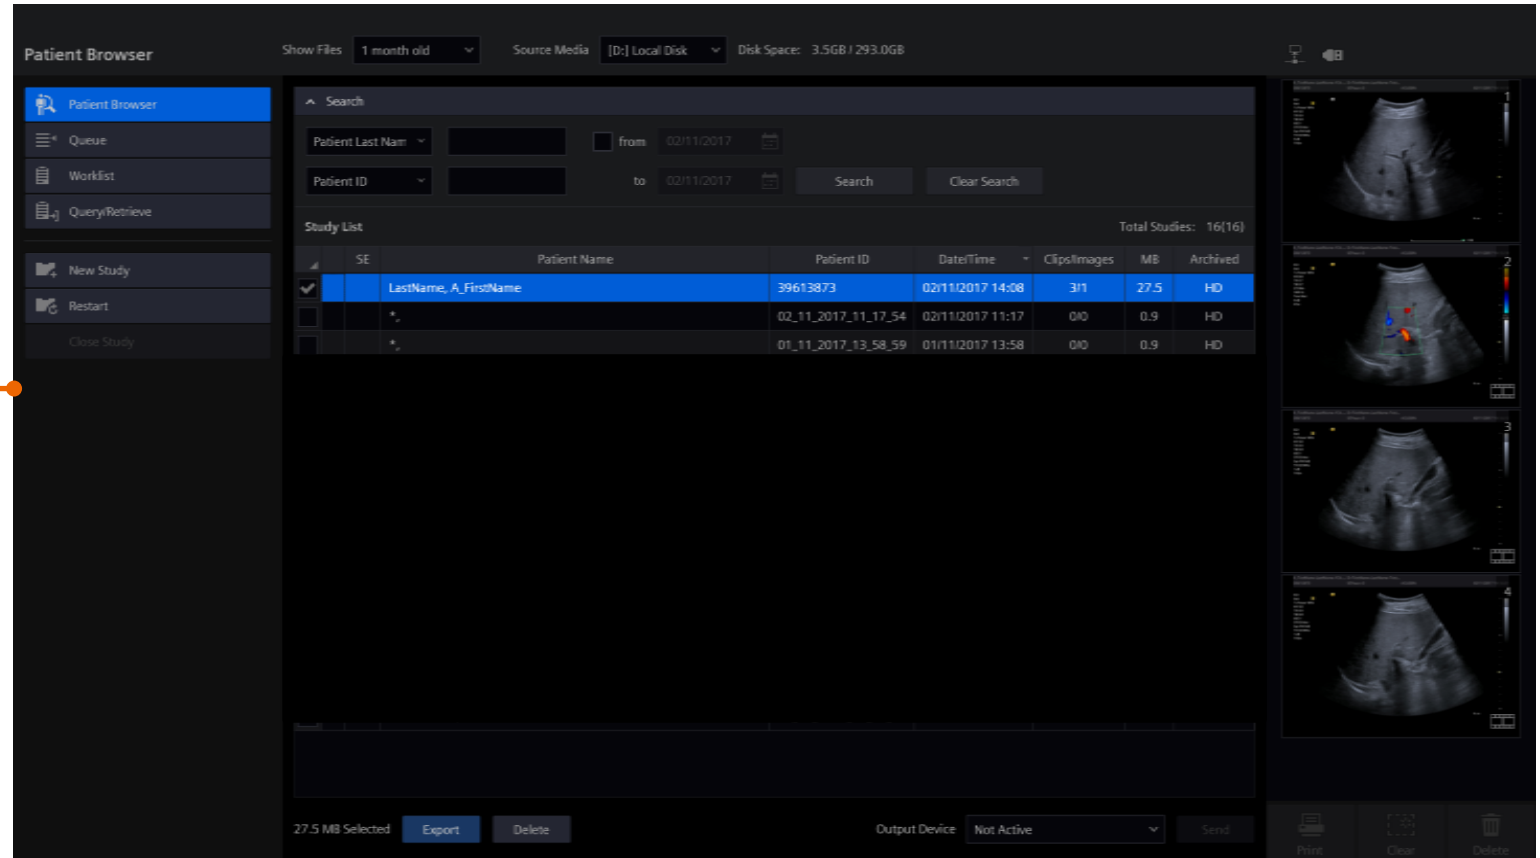 Patient Browser
Show Files 1 month old Source Media [D:] Local Disk Disk Space: 3.5GB / 293.0GB
Patient Browser
Queue
Worklist
Query/Retrieve
New Study
Restart
Close Study
Search
Patient Last Nam from 02/11/2017
Patient ID to 02/11/2017 Search Clear Search
Study List Total Studies: 16(16)
SE Patient Name Patient ID Date/Time Clips/Images MB Archived
LastName, A_FirstName 39613873 02/11/2017 14:08 3/1 27.5 HD
*, 02_11_2017_11_17_54 02/11/2017 11:17 0/0 0.9 HD
*, 01_11_2017_13_58_59 01/11/2017 13:58 0/0 0.9 HD
27.5 MB Selected Export Delete Output Device Not Active Send
1
2
3
4
Print Clear Delete